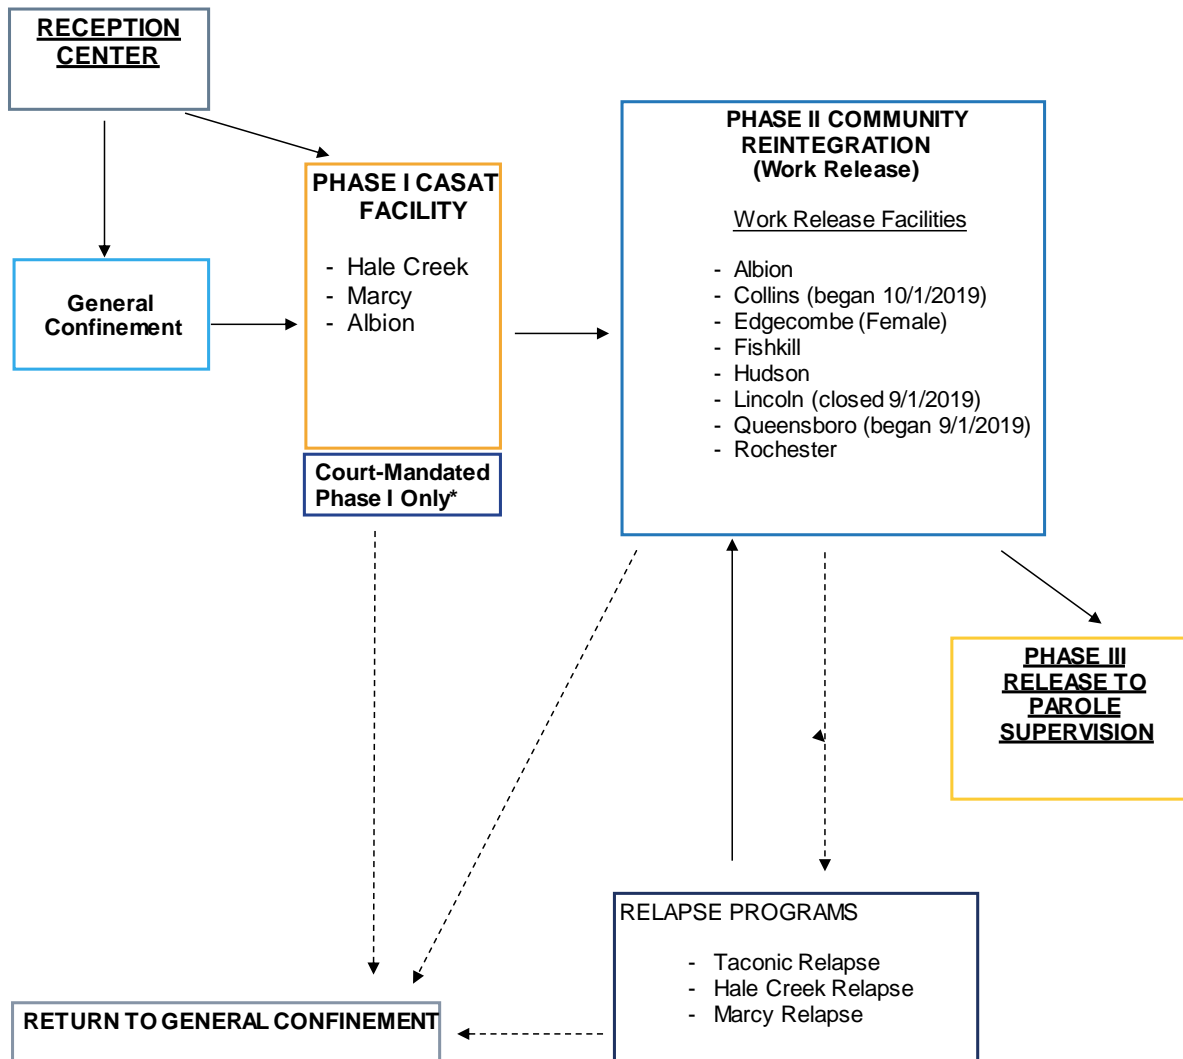 RECEPTION
CENTER
PHASE II COMMUNITY
REINTEGRATION
(Work Release)
Work Release Facilities
- Albion
- Collins (began 10/1/2019)
- Edgecombe (Female)
- Fishkill
- Hudson
- Lincoln (closed 9/1/2019)
- Queensboro (began 9/1/2019)
- Rochester
PHASE I CASAT
FACILITY
- Hale Creek
- Marcy
- Albion
General
Confinement
Court-Mandated
Phase I Only*
PHASE III
RELEASE TO
PAROLE
SUPERVISION
RELAPSE PROGRAMS
- Taconic Relapse
- Hale Creek Relapse
- Marcy Relapse
RETURN TO GENERAL CONFINEMENT